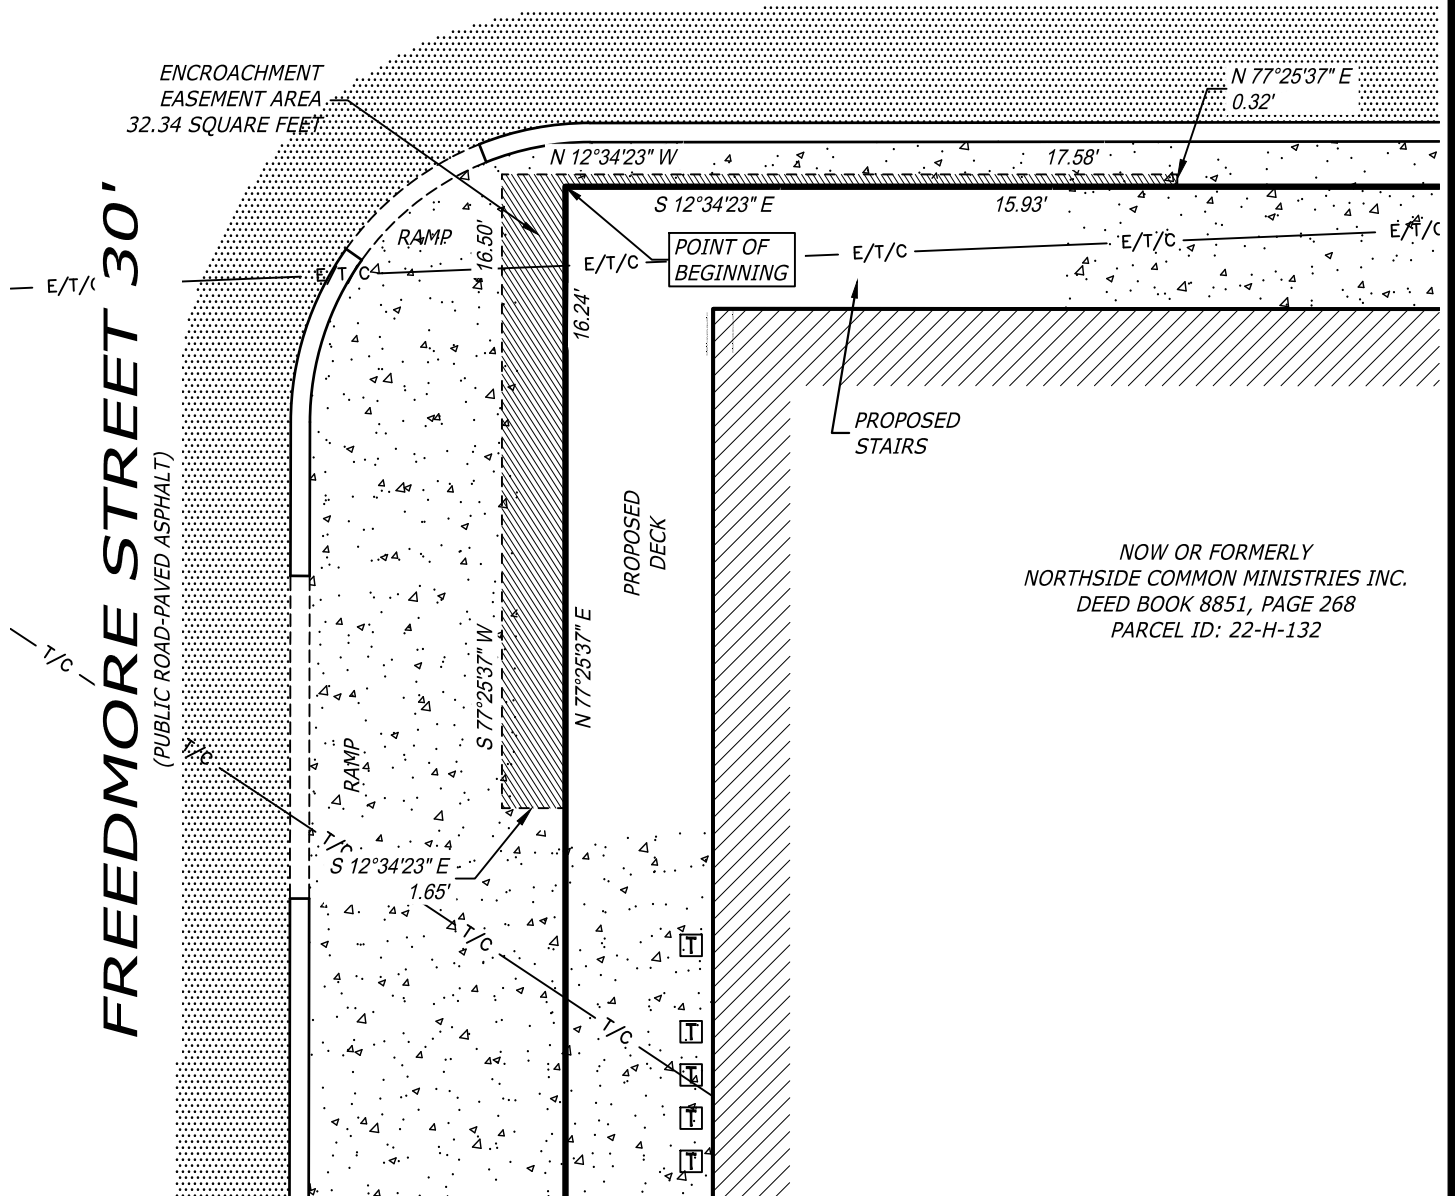 ENCROACHMENT
EASEMENT AREA
32.34 SQUARE FEET
N 77°25'37" E
0.32'
N 12°34'23" W
17.58'
S 12°34'23" E
15.93'
RAMP
16.50'
S 77°25'37" W
16.24'
N 77°25'37" E
POINT OF
BEGINNING
E/T/C
E/T/C
E/T/C
E/T/C
E/T/C
E/T/C
PROPOSED
STAIRS
PROPOSED
DECK
FREEDMORE STREET 30'
(PUBLIC ROAD-PAVED ASPHALT)
NOW OR FORMERLY
NORTHSIDE COMMON MINISTRIES INC.
DEED BOOK 8851, PAGE 268
PARCEL ID: 22-H-132
RAMP
T/C
T/C
T/C
S 12°34'23" E
1.65'
T/C
T/C
T
T
T
T
T